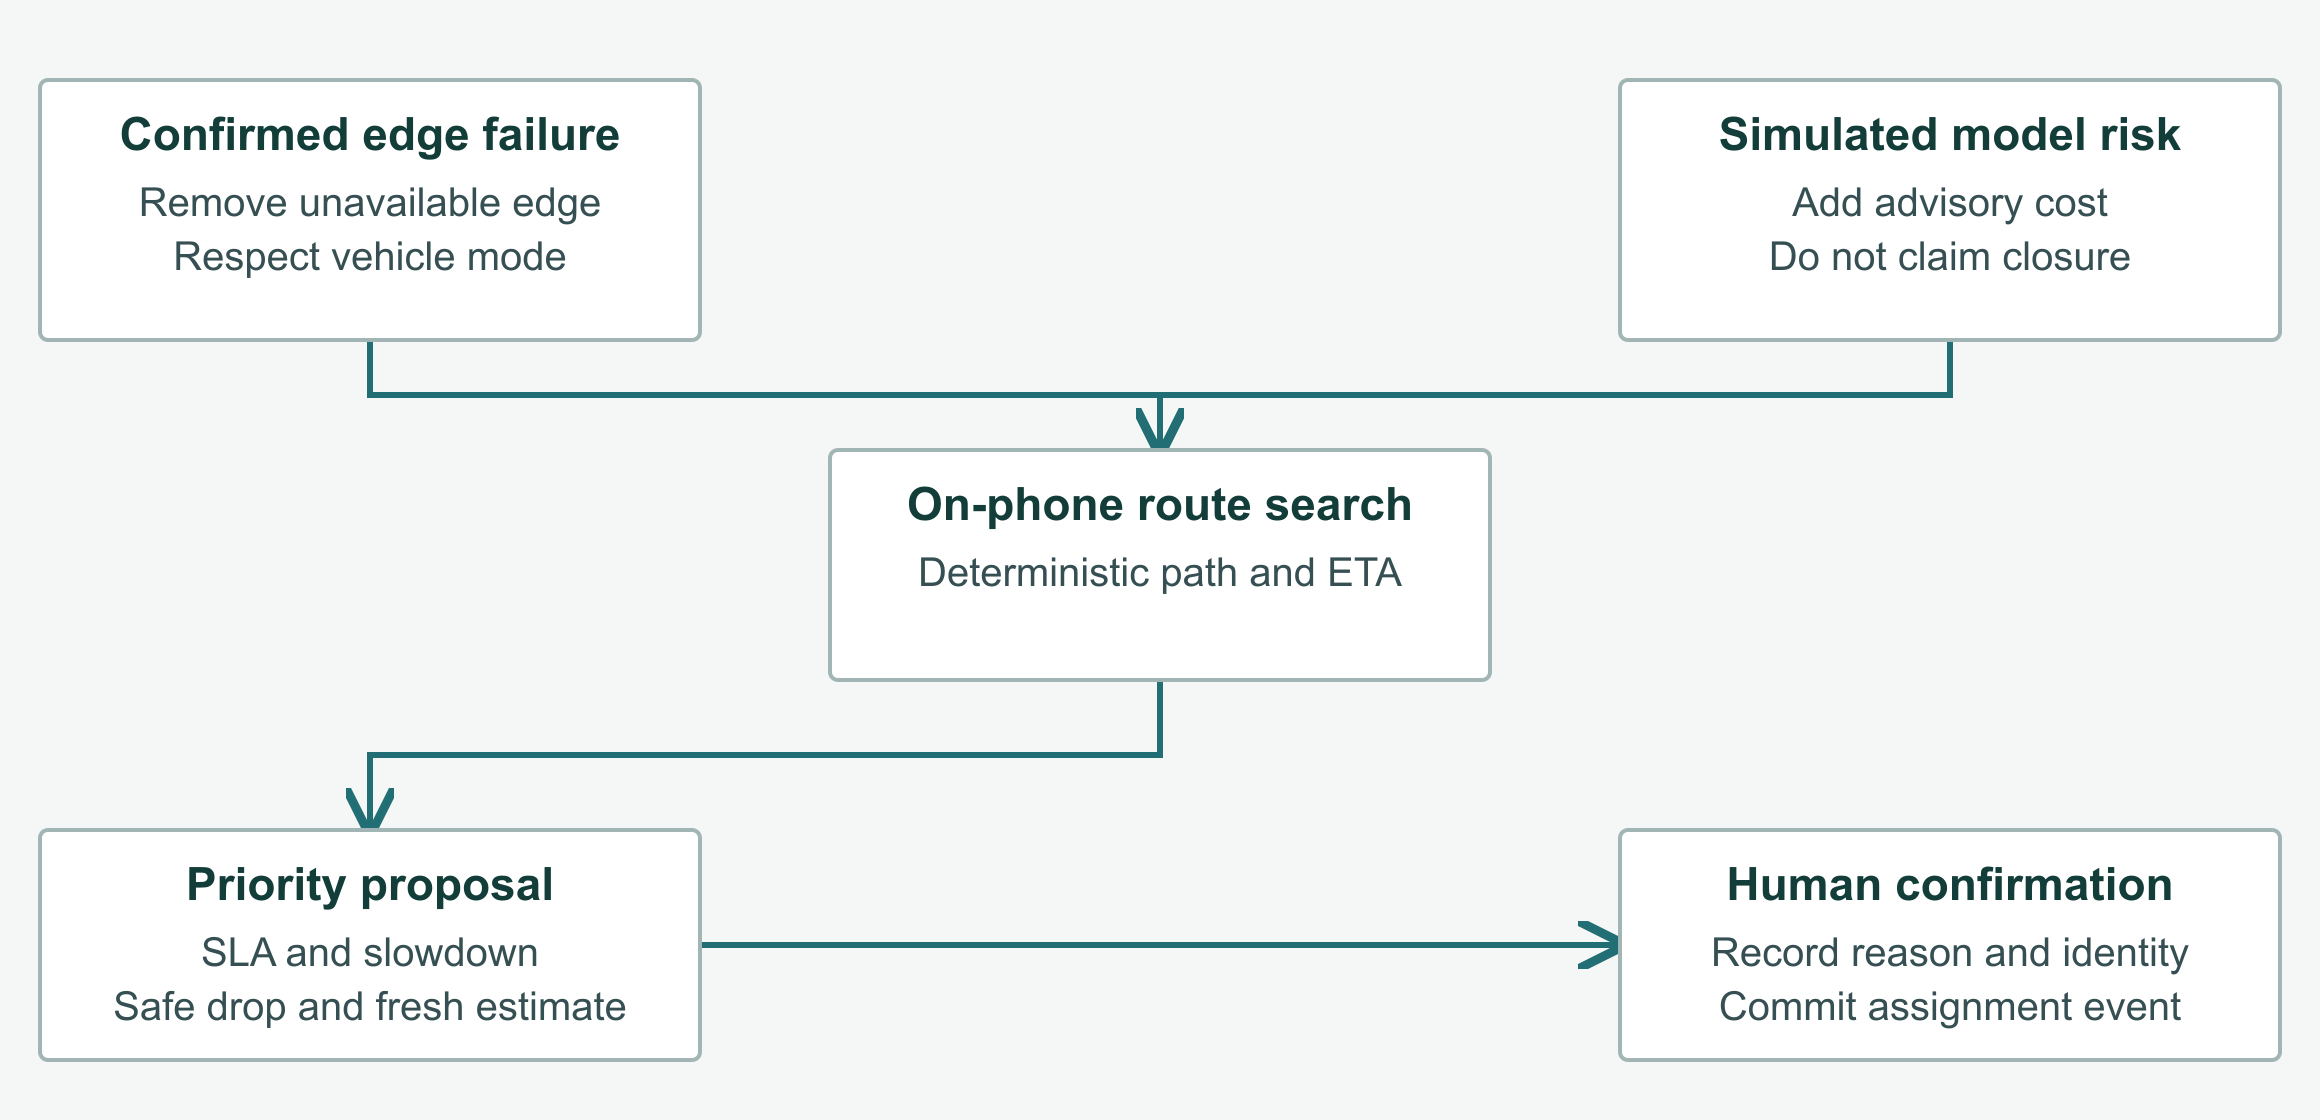 Confirmed edge failure
Remove unavailable edge
Respect vehicle mode
Simulated model risk
Add advisory cost
Do not claim closure
On-phone route search
Deterministic path and ETA
Priority proposal
SLA and slowdown
Safe drop and fresh estimate
Human confirmation
Record reason and identity
Commit assignment event